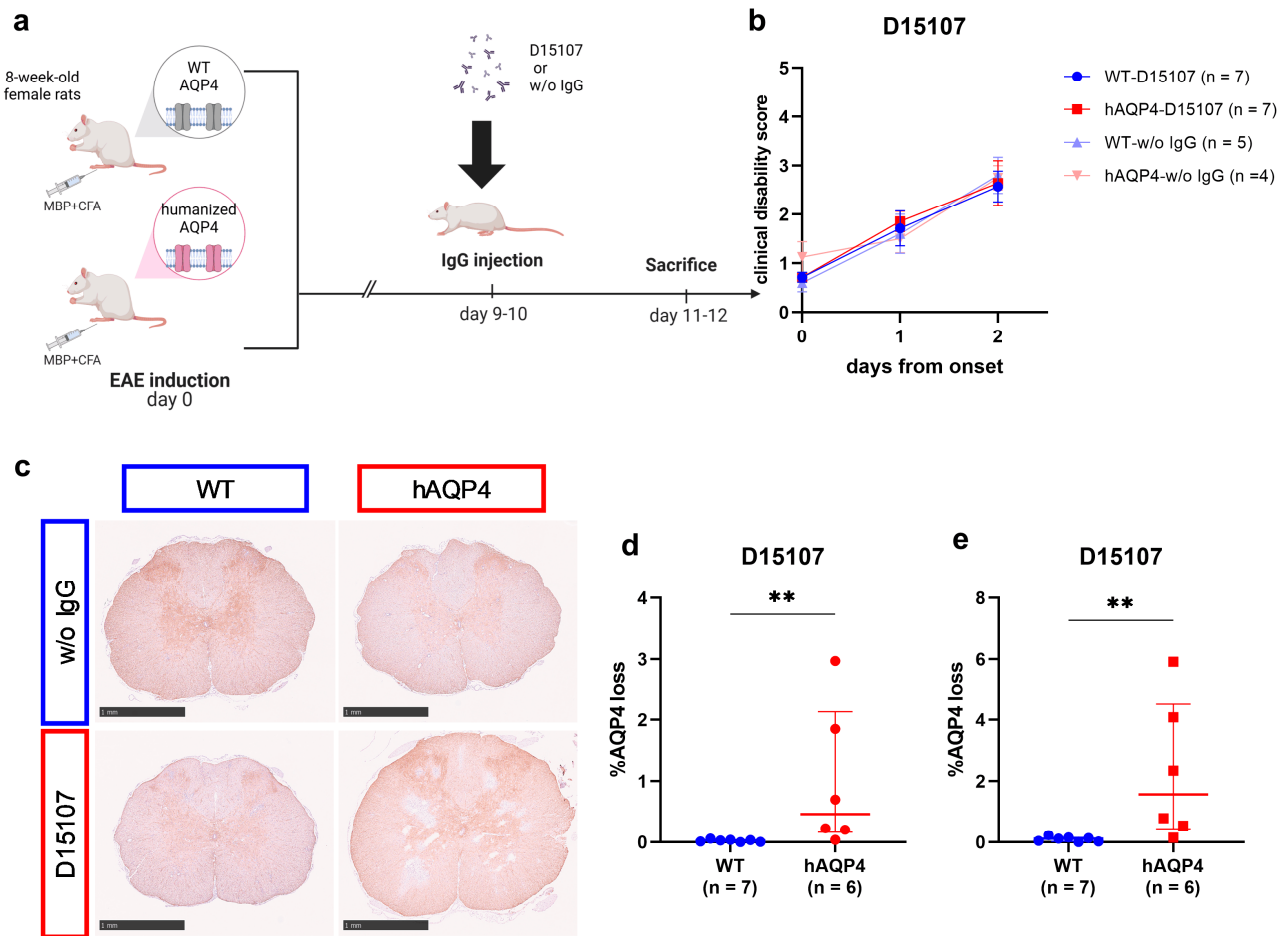 a
8-week-old
female rats
WT
AQP4
MBP+CFA
humanized
AQP4
MBP+CFA
EAE induction
day 0
D15107
or
w/o IgG
IgG injection
day 9-10
Sacrifice
day 11-12
b
D15107
clinical disability score
5
4
3
2
1
0
0
1
2
days from onset
WT-D15107 (n = 7)
hAQP4-D15107 (n = 7)
WT-w/o IgG (n = 5)
hAQP4-w/o IgG (n =4)
c
WT
hAQP4
w/o IgG
D15107
1 mm
1 mm
1 mm
1 mm
d
D15107
%AQP4 loss
4
3
2
1
0
**
WT
(n = 7)
hAQP4
(n = 6)
e
D15107
%AQP4 loss
8
6
4
2
0
**
WT
(n = 7)
hAQP4
(n = 6)